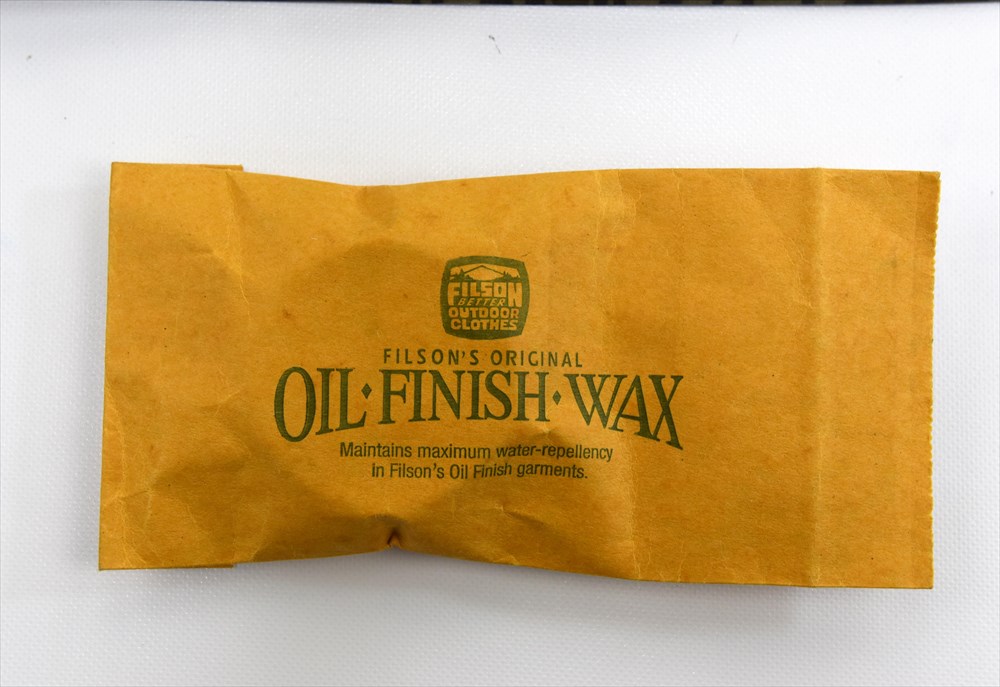 FILSON
BETTER
OUTDOOR
CLOTHES
FILSON'S ORIGINAL
OIL·FINISH·WAX
Maintains maximum water-repellency
in Filson's Oil Finish garments.